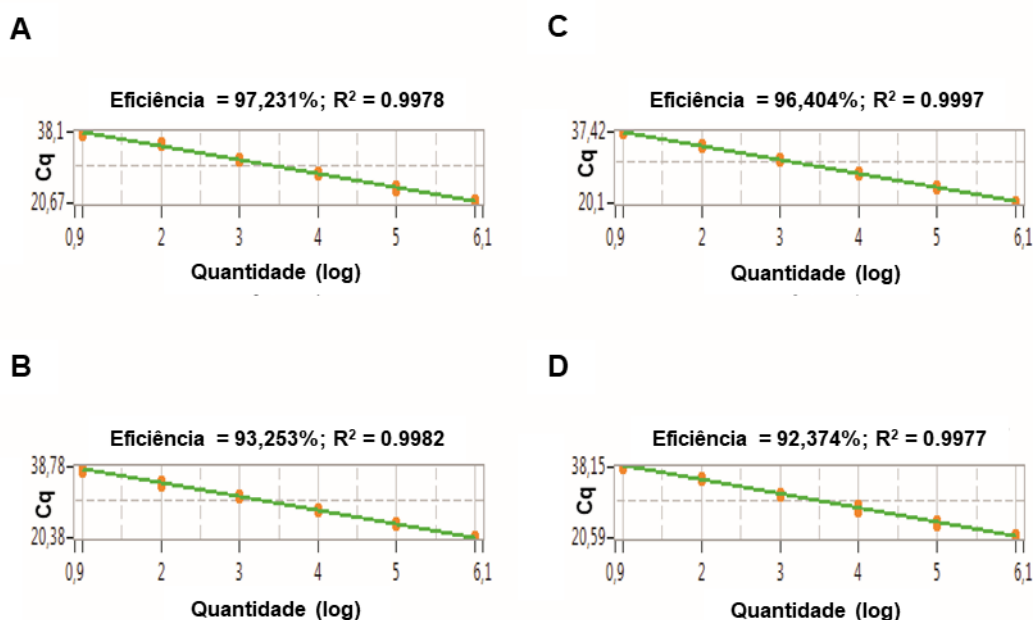 A
Eficiência = 97,231%; R² = 0.9978
38,1
Cq
20,67
0,9 2 3 4 5 6,1
Quantidade (log)
C
Eficiência = 96,404%; R² = 0.9997
37,42
Cq
20,1
0,9 2 3 4 5 6,1
Quantidade (log)
B
Eficiência = 93,253%; R² = 0.9982
38,78
Cq
20,38
0,9 2 3 4 5 6,1
Quantidade (log)
D
Eficiência = 92,374%; R² = 0.9977
38,15
Cq
20,59
0,9 2 3 4 5 6,1
Quantidade (log)